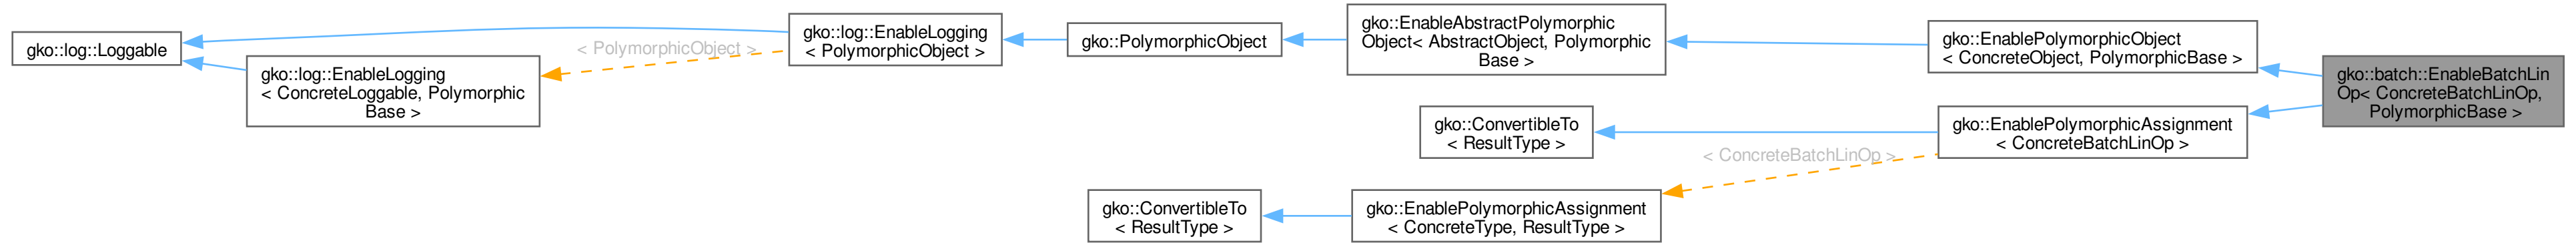 gko::log::Loggable
gko::log::EnableLogging
< ConcreteLoggable, Polymorphic
Base >
< PolymorphicObject >
gko::log::EnableLogging
< PolymorphicObject >
gko::PolymorphicObject
gko::EnableAbstractPolymorphic
Object< AbstractObject, Polymorphic
Base >
gko::EnablePolymorphicObject
< ConcreteObject, PolymorphicBase >
gko::batch::EnableBatchLin
Op< ConcreteBatchLinOp,
PolymorphicBase >
gko::ConvertibleTo
< ResultType >
gko::EnablePolymorphicAssignment
< ConcreteBatchLinOp >
< ConcreteBatchLinOp >
gko::ConvertibleTo
< ResultType >
gko::EnablePolymorphicAssignment
< ConcreteType, ResultType >